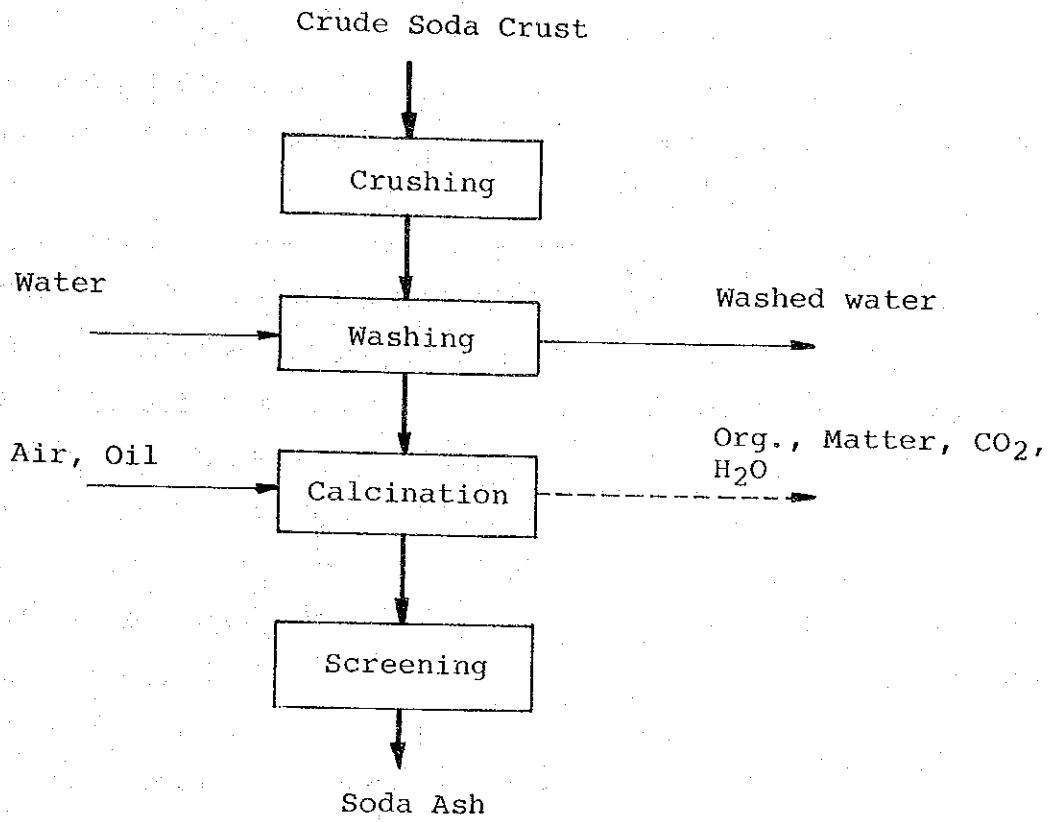 Crude Soda Crust
Crushing
Water
Washing
Washed water
Air, Oil
Calcination
Org., Matter, CO₂,
H₂O
Screening
Soda Ash